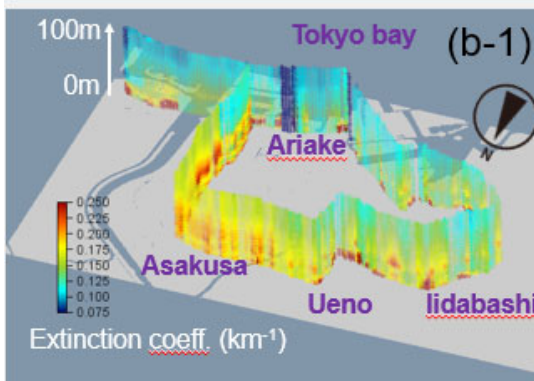 100m
Tokyo bay
(b-1)
0m
N
Ariake
0.250
0.225
0.200
0.175
0.150
0.125
0.100
0.075
Asakusa
Ueno
Iidabashi
Extinction coeff. (km⁻¹)